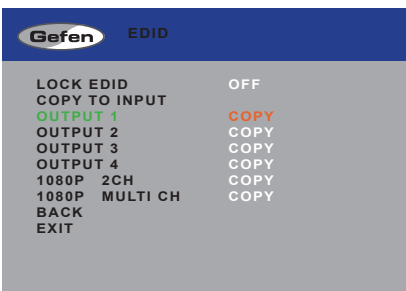 Gefen EDID
LOCK EDID OFF
COPY TO INPUT
OUTPUT 1 COPY
OUTPUT 2 COPY
OUTPUT 3 COPY
OUTPUT 4 COPY
1080P 2CH COPY
1080P MULTI CH COPY
BACK
EXIT